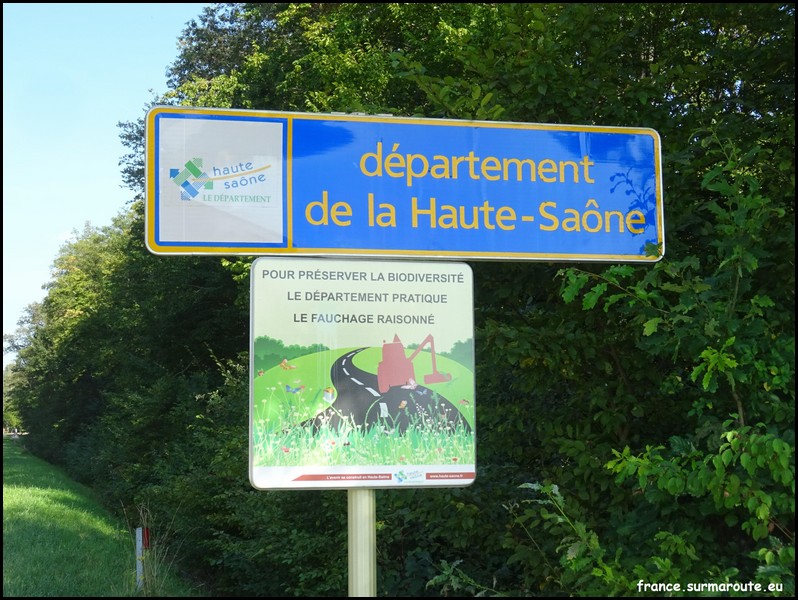 haute
saône
LE DÉPARTEMENT
département
de la Haute-Saône
POUR PRÉSERVER LA BIODIVERSITÉ
LE DÉPARTEMENT PRATIQUE
LE FAUCHAGE RAISONNÉ
france.surmaroute.eu